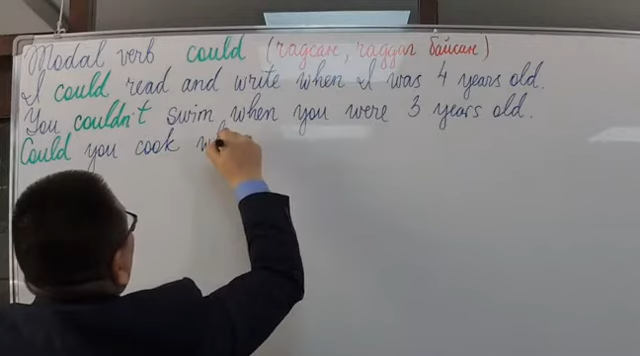 Modal verb could (чадсан, чаддаг байсан)
I could read and write when I was 4 years old.
You couldn't swim when you were 3 years old.
Could you cook w